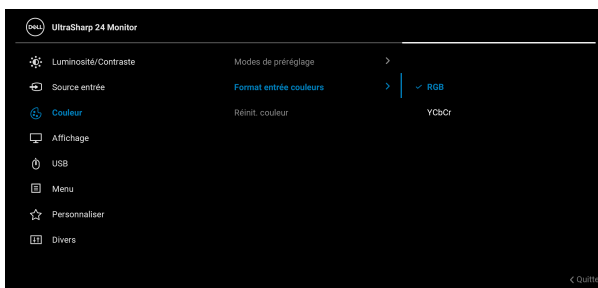 DELL UltraSharp 24 Monitor
Luminosité/Contraste Modes de préréglage
Source entrée Format entrée couleurs RGB
Couleur Réinit. couleur YCbCr
Affichage
USB
Menu
Personnaliser
Divers
Quitte